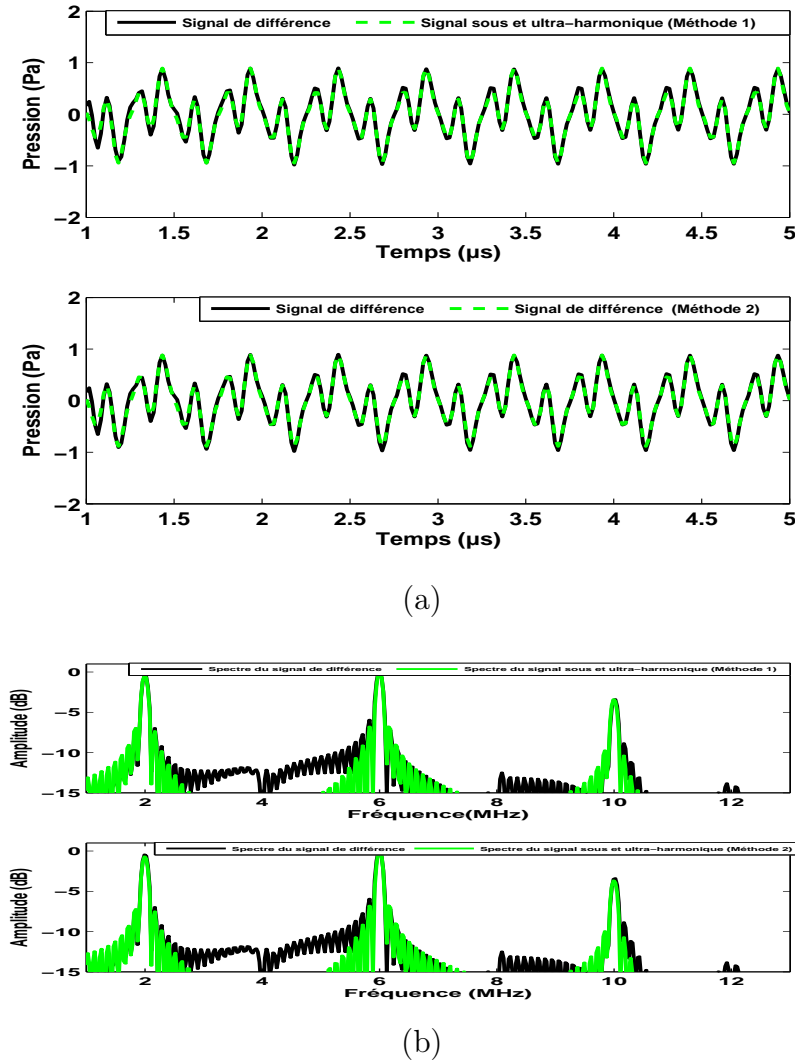 Signal de différence Signal sous et ultra−harmonique (Méthode 1)
2
1
0
−1
−2
Pression (Pa)
1 1.5 2 2.5 3 3.5 4 4.5 5
Temps (µs)
Signal de différence Signal de différence (Méthode 2)
2
1
0
−1
−2
Pression (Pa)
1 1.5 2 2.5 3 3.5 4 4.5 5
Temps (µs)
(a)
Spectre du signal de différence Spectre du signal sous et ultra−harmonique (Méthode 1)
0
−5
−10
−15
Amplitude (dB)
2 4 6 8 10 12
Fréquence(MHz)
Spectre du signal de différence Spectre du signal sous et ultra−harmonique (Méthode 2)
0
−5
−10
−15
Amplitude (dB)
2 4 6 8 10 12
Fréquence (MHz)
(b)